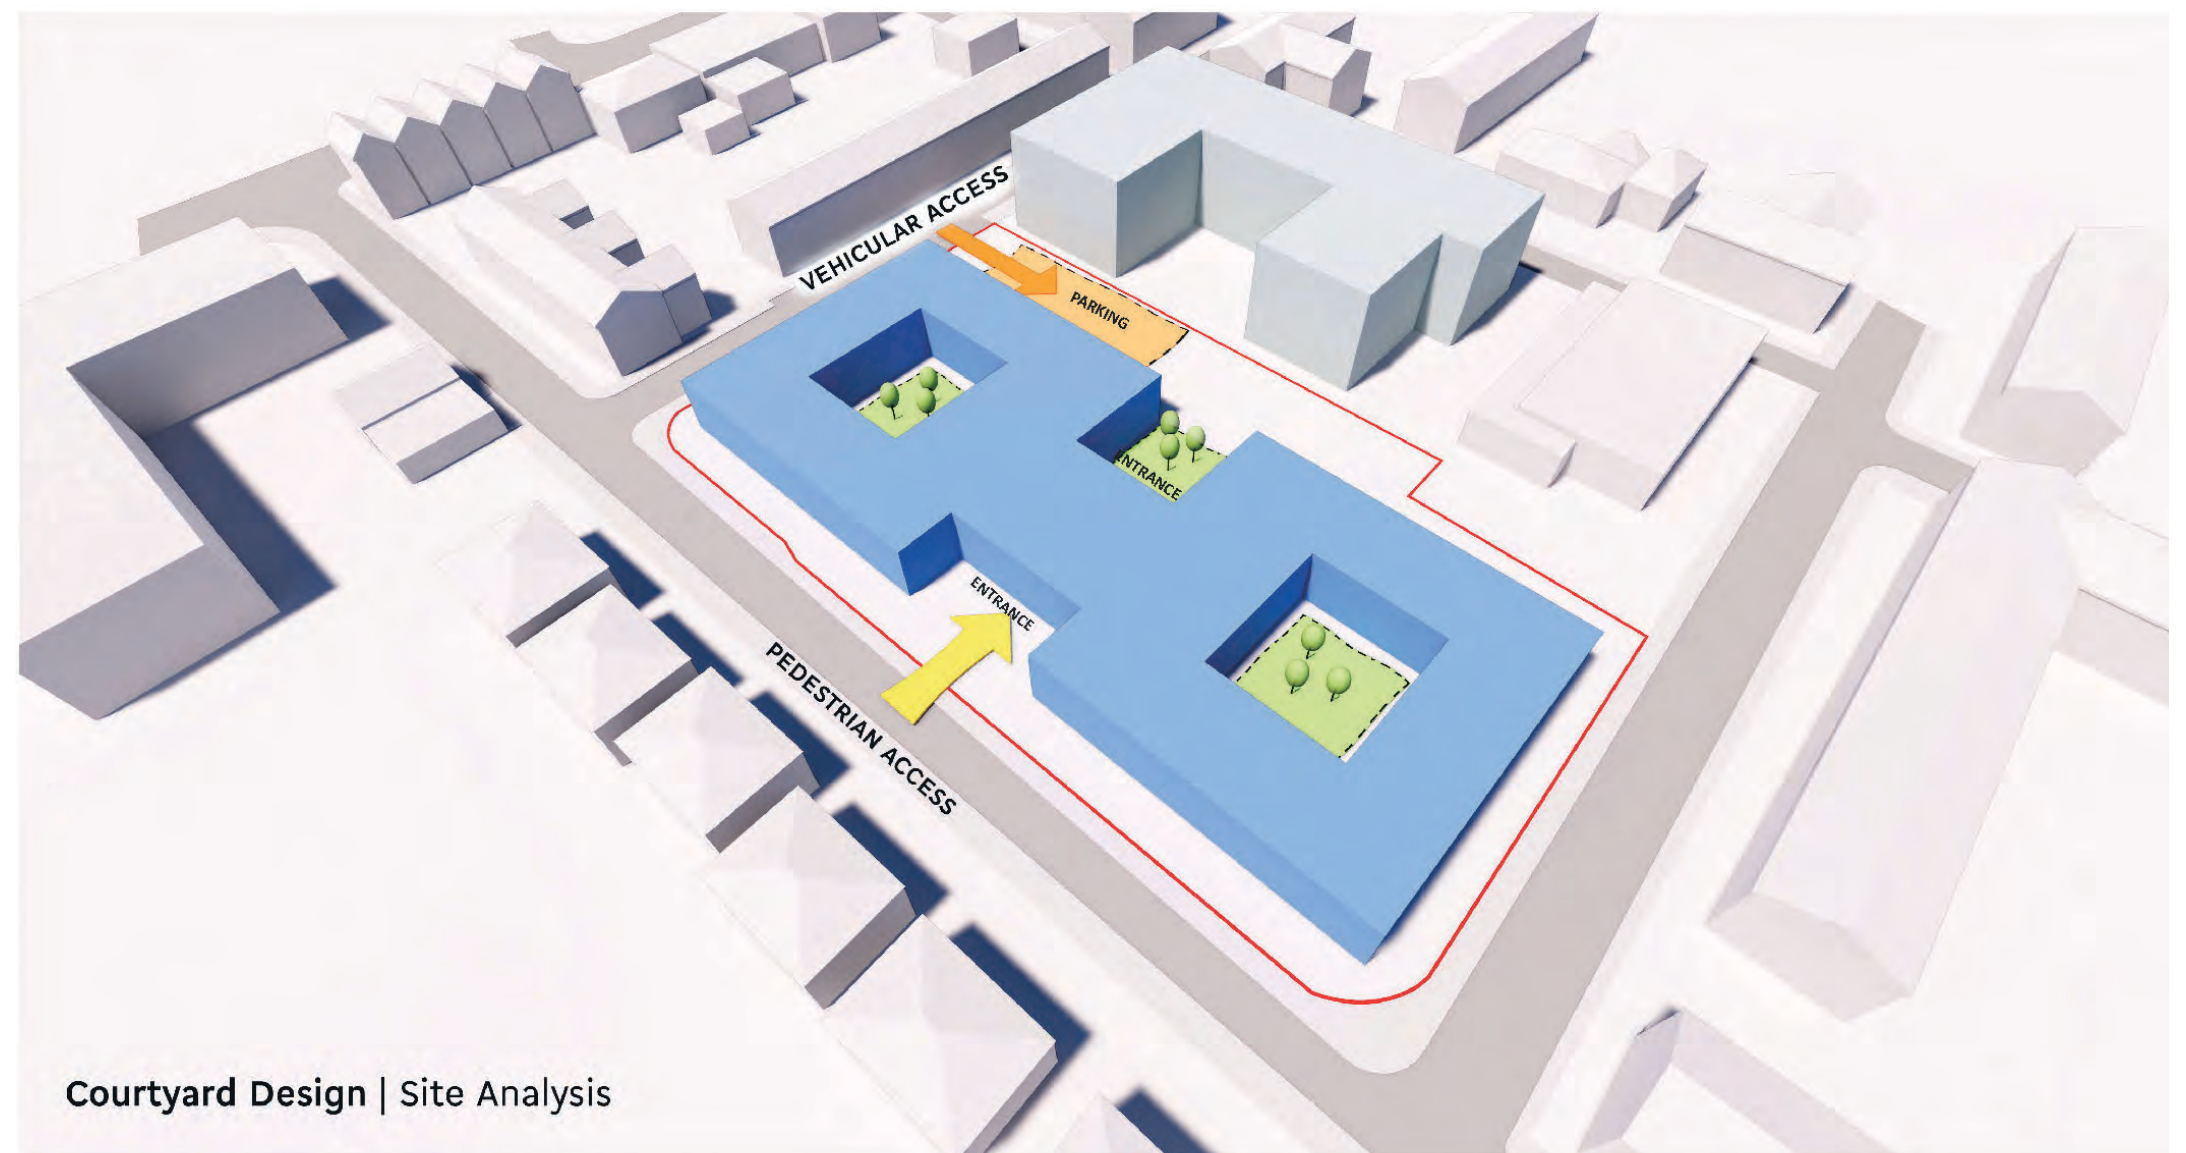 VEHICULAR ACCESS
PARKING
ENTRANCE
ENTRANCE
PEDESTRIAN ACCESS
Courtyard Design | Site Analysis